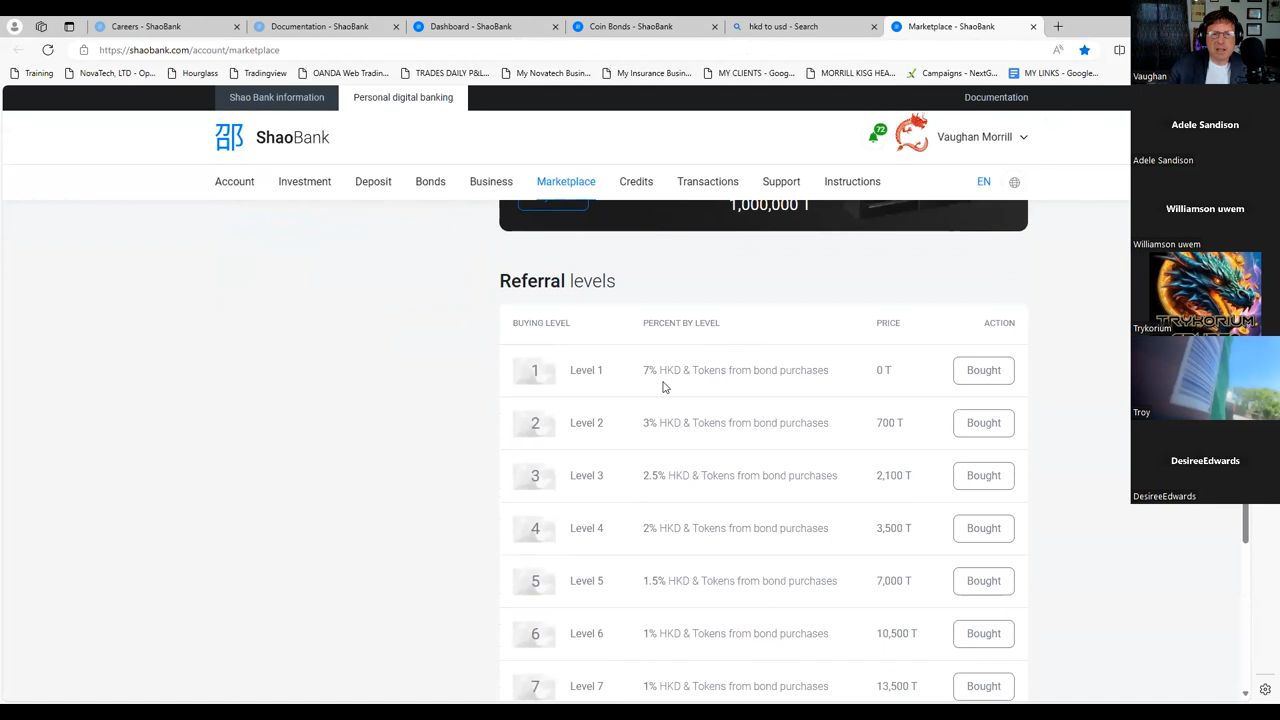 Careers - ShaoBank
Documentation - ShaoBank
Dashboard - ShaoBank
Coin Bonds - ShaoBank
hkd to usd - Search
Marketplace - ShaoBank
https://shaobank.com/account/marketplace
Training
NovaTech, LTD - Op...
Hourglass
Tradingview
OANDA Web Tradin...
TRADES DAILY P&L...
My Novatech Busin...
My Insurance Busin...
MY CLIENTS - Goog...
MORRILL KISG HEA...
Campaigns - NextG...
MY LINKS - Google...
Shao Bank information
Personal digital banking
Documentation
邵 ShaoBank
72
Vaughan Morrill
Account
Investment
Deposit
Bonds
Business
Marketplace
Credits
Transactions
Support
Instructions
EN
1,000,000 T
Referral levels
BUYING LEVEL PERCENT BY LEVEL PRICE ACTION
1 Level 1 7% HKD & Tokens from bond purchases 0 T Bought
2 Level 2 3% HKD & Tokens from bond purchases 700 T Bought
3 Level 3 2.5% HKD & Tokens from bond purchases 2,100 T Bought
4 Level 4 2% HKD & Tokens from bond purchases 3,500 T Bought
5 Level 5 1.5% HKD & Tokens from bond purchases 7,000 T Bought
6 Level 6 1% HKD & Tokens from bond purchases 10,500 T Bought
7 Level 7 1% HKD & Tokens from bond purchases 13,500 T Bought
Vaughan
Adele Sandison
Adele Sandison
Williamson uwem
Williamson uwem
TRYKORIUM
Trykorium
Troy
DesireeEdwards
DesireeEdwards